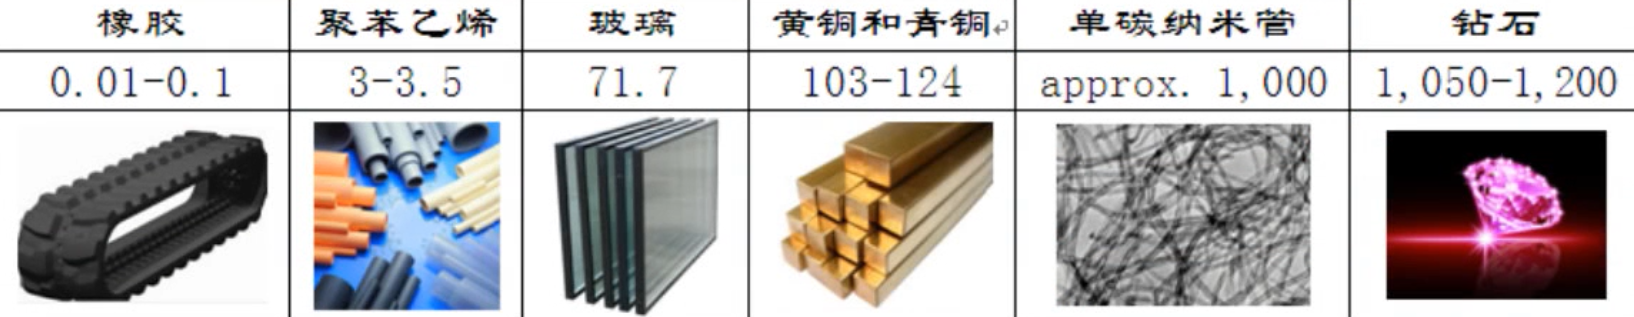 橡胶 聚苯乙烯 玻璃 黄铜和青铜 单碳纳米管 钻石
0.01-0.1 3-3.5 71.7 103-124 approx. 1,000 1,050-1,200